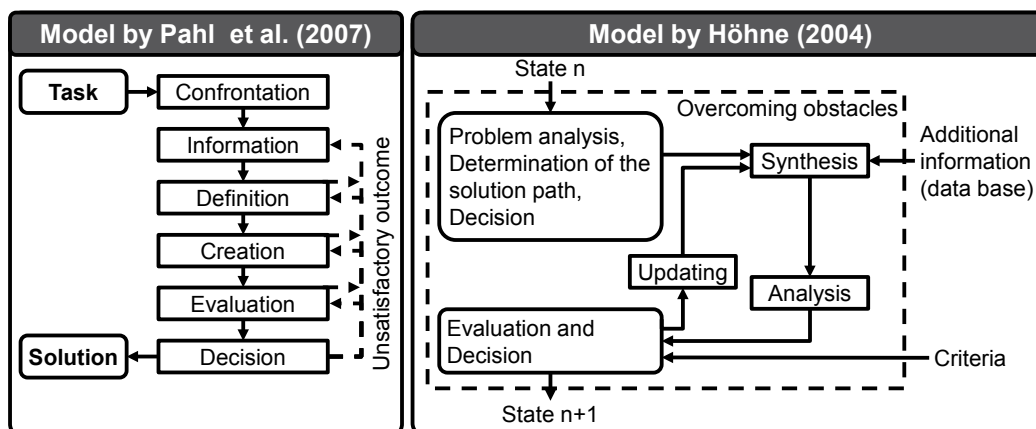 Model by Pahl et al. (2007)
Task
Confrontation
Information
Definition
Creation
Evaluation
Solution
Decision
Unsatisfactory outcome
Model by Höhne (2004)
State n
Overcoming obstacles
Problem analysis,
Determination of the
solution path,
Decision
Synthesis
Additional
information
(data base)
Updating
Analysis
Evaluation and
Decision
Criteria
State n+1